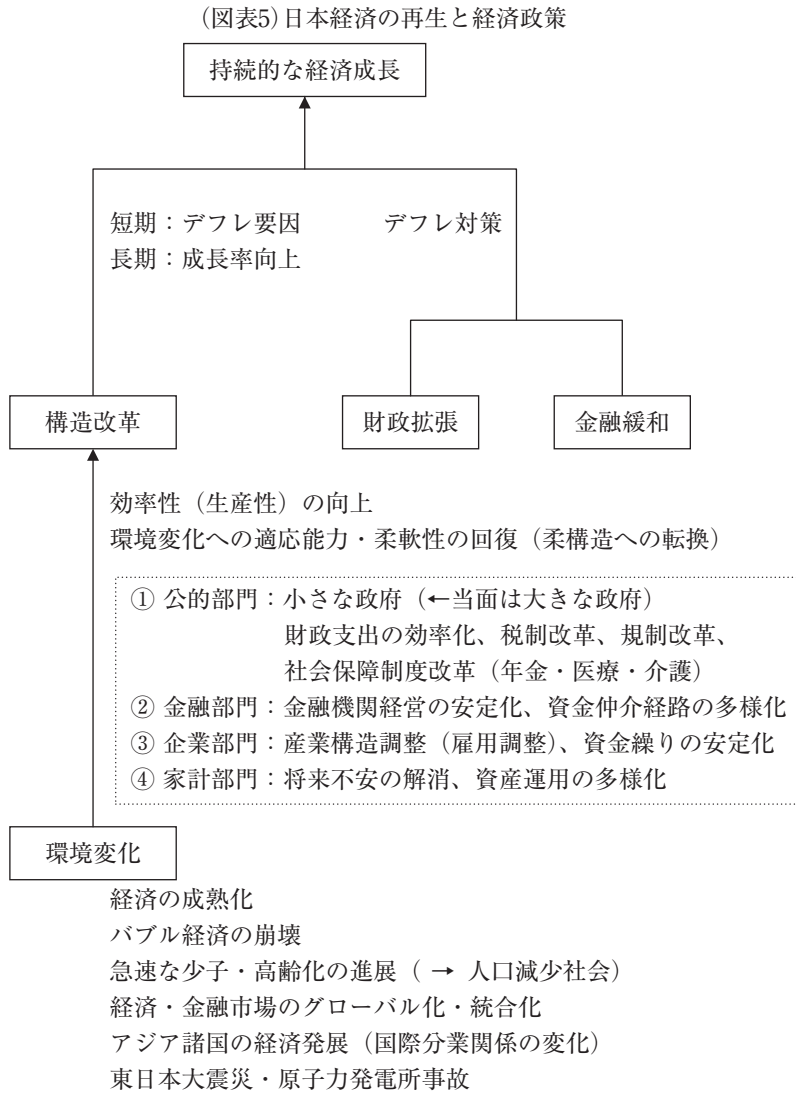 (図表5)日本経済の再生と経済政策
持続的な経済成長
短期：デフレ要因
長期：成長率向上
デフレ対策
構造改革
財政拡張
金融緩和
効率性（生産性）の向上
環境変化への適応能力・柔軟性の回復（柔構造への転換）
① 公的部門：小さな政府（←当面は大きな政府）
財政支出の効率化、税制改革、規制改革、
社会保障制度改革（年金・医療・介護）
② 金融部門：金融機関経営の安定化、資金仲介経路の多様化
③ 企業部門：産業構造調整（雇用調整）、資金繰りの安定化
④ 家計部門：将来不安の解消、資産運用の多様化
環境変化
経済の成熟化
バブル経済の崩壊
急速な少子・高齢化の進展（ → 人口減少社会）
経済・金融市場のグローバル化・統合化
アジア諸国の経済発展（国際分業関係の変化）
東日本大震災・原子力発電所事故